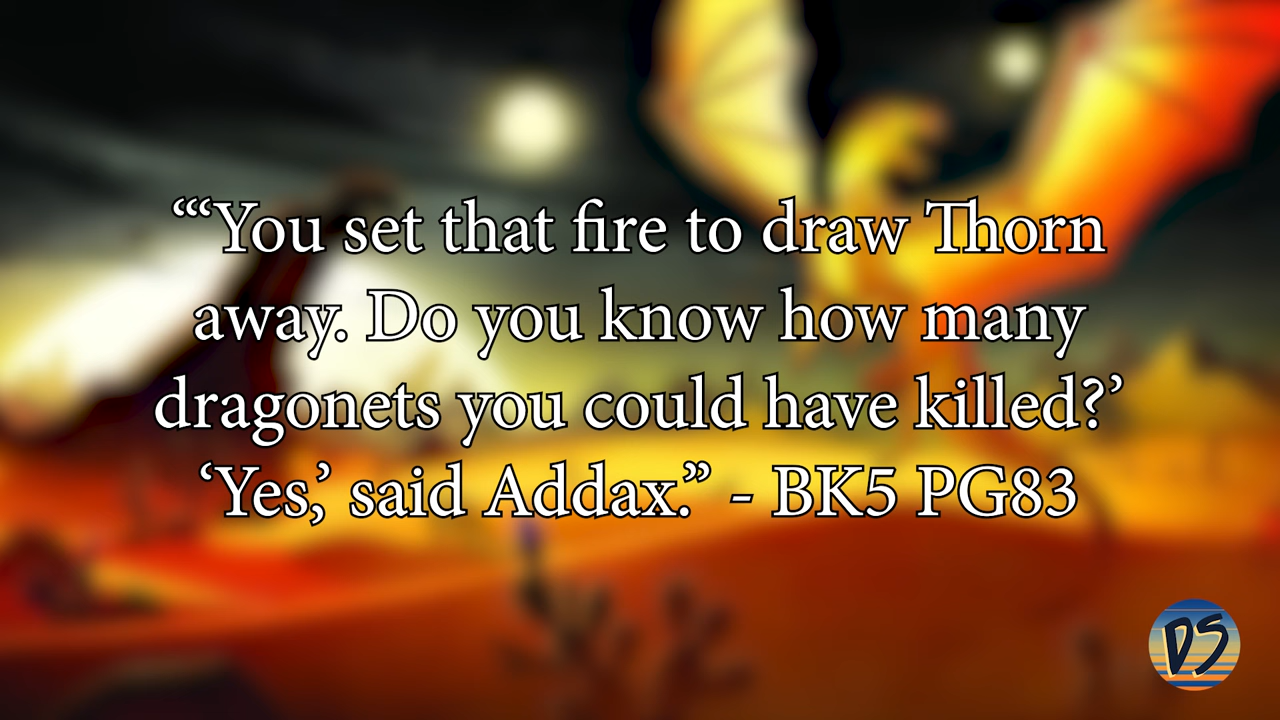 “‘You set that fire to draw Thorn
away. Do you know how many
dragonets you could have killed?’
‘Yes,’ said Addax.” - BK5 PG83
DS